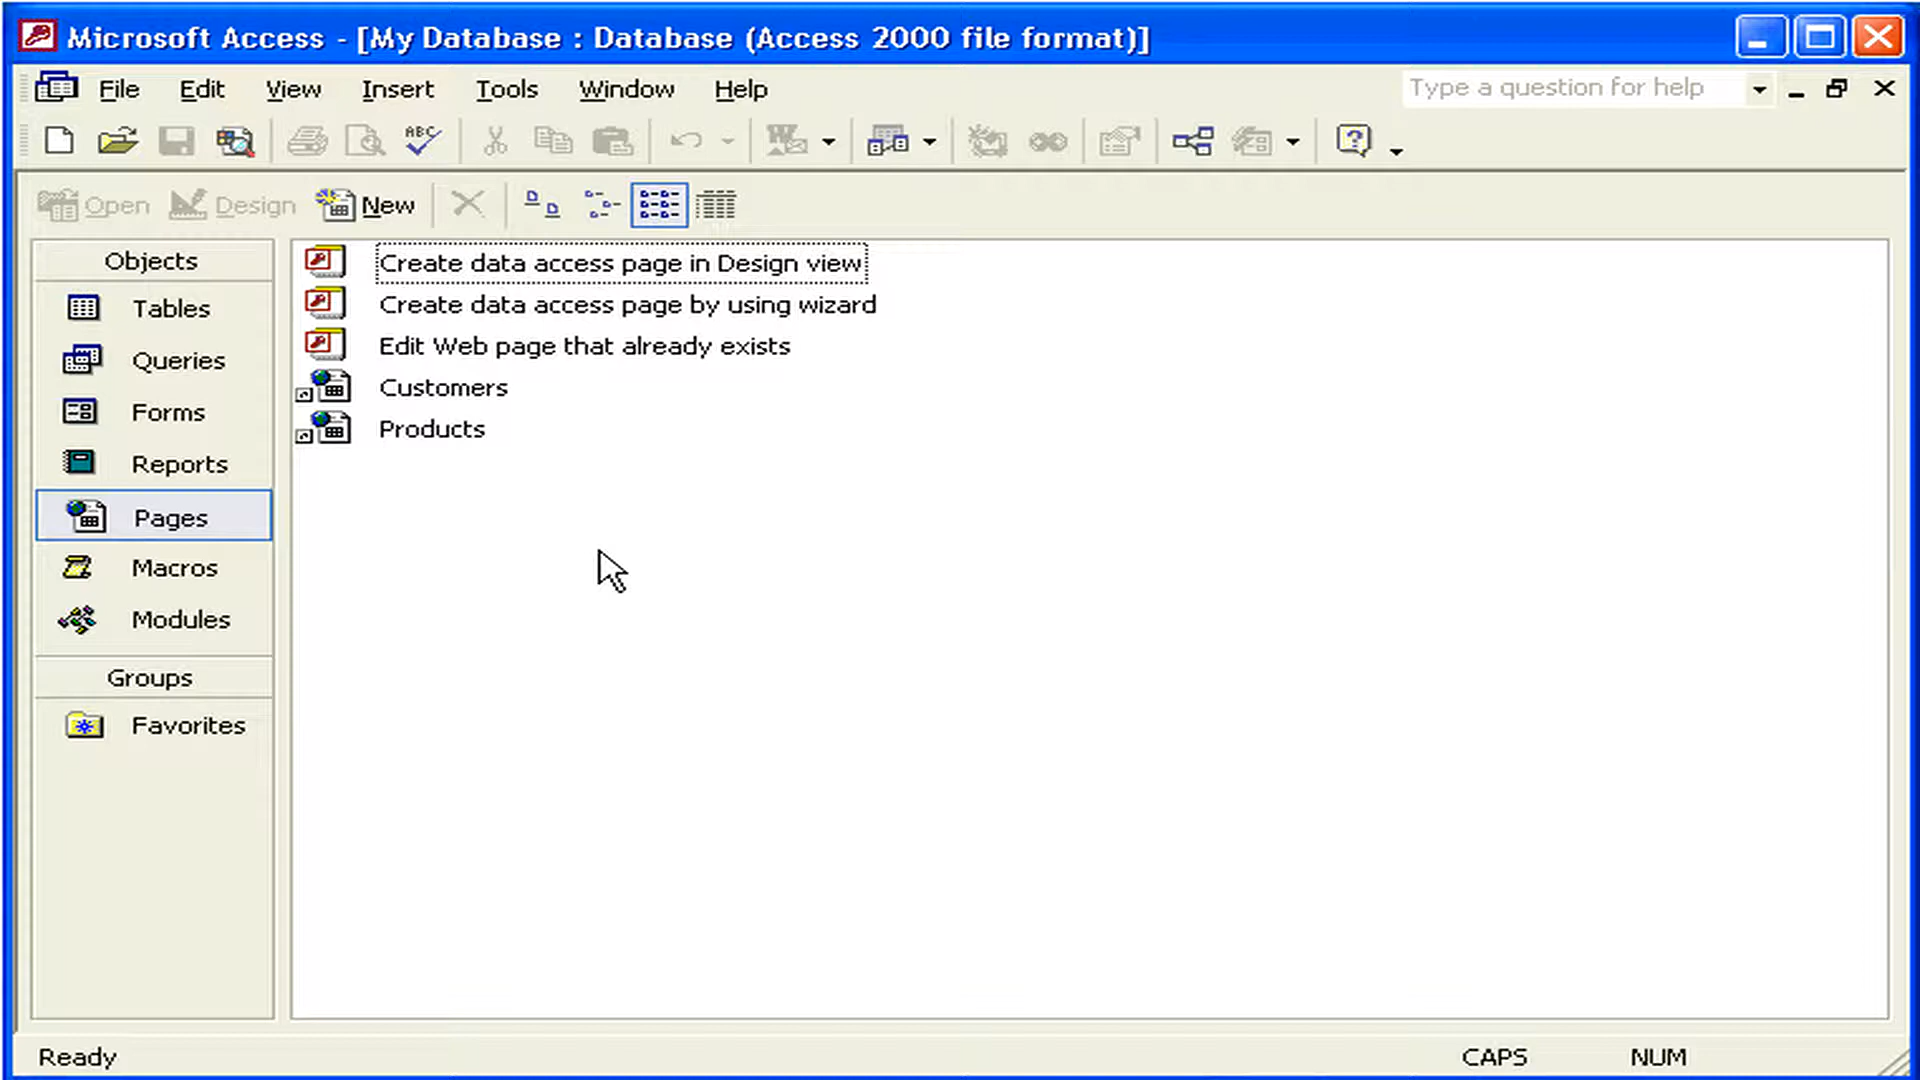 Microsoft Access - [My Database : Database (Access 2000 file format)]
File Edit View Insert Tools Window Help Type a question for help
ABC
Open Design New
Objects
Tables
Queries
Forms
Reports
Pages
Macros
Modules
Groups
Favorites
Create data access page in Design view
Create data access page by using wizard
Edit Web page that already exists
Customers
Products
Ready CAPS NUM